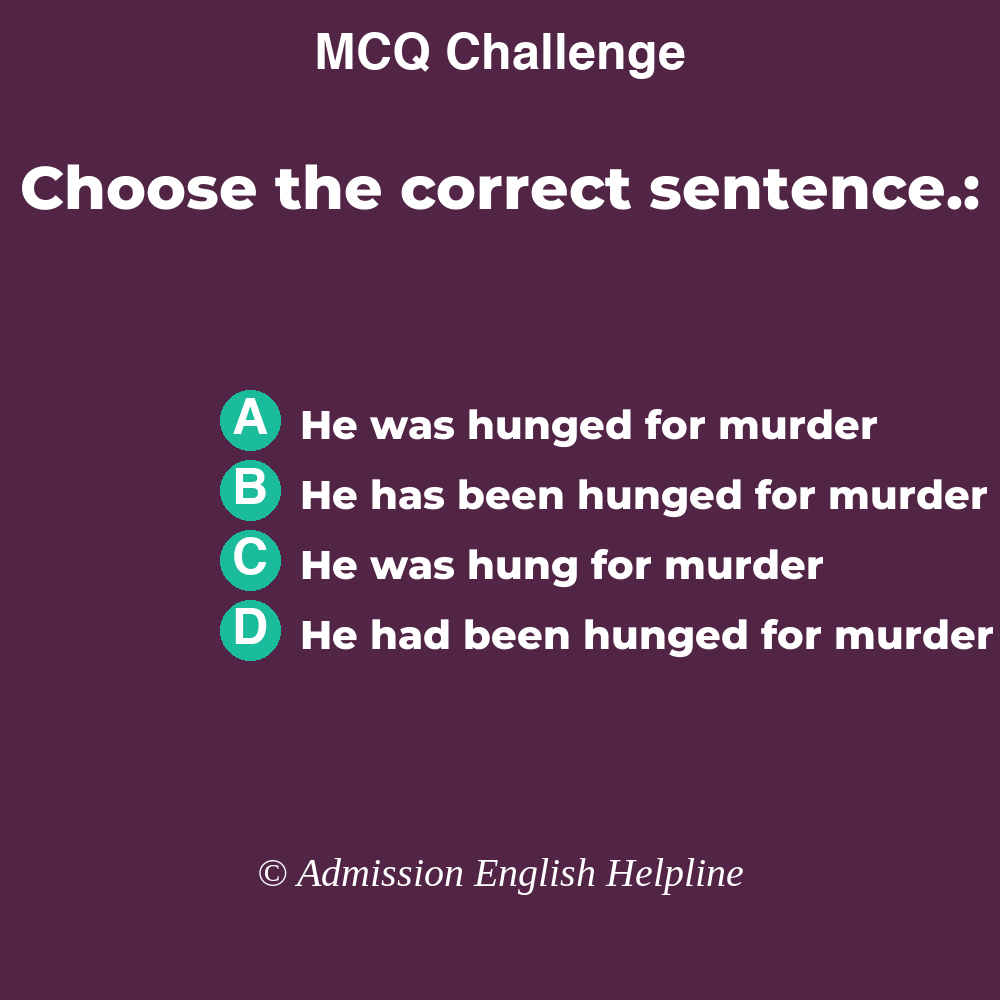 MCQ Challenge
Choose the correct sentence.:
A He was hunged for murder
B He has been hunged for murder
C He was hung for murder
D He had been hunged for murder
© Admission English Helpline